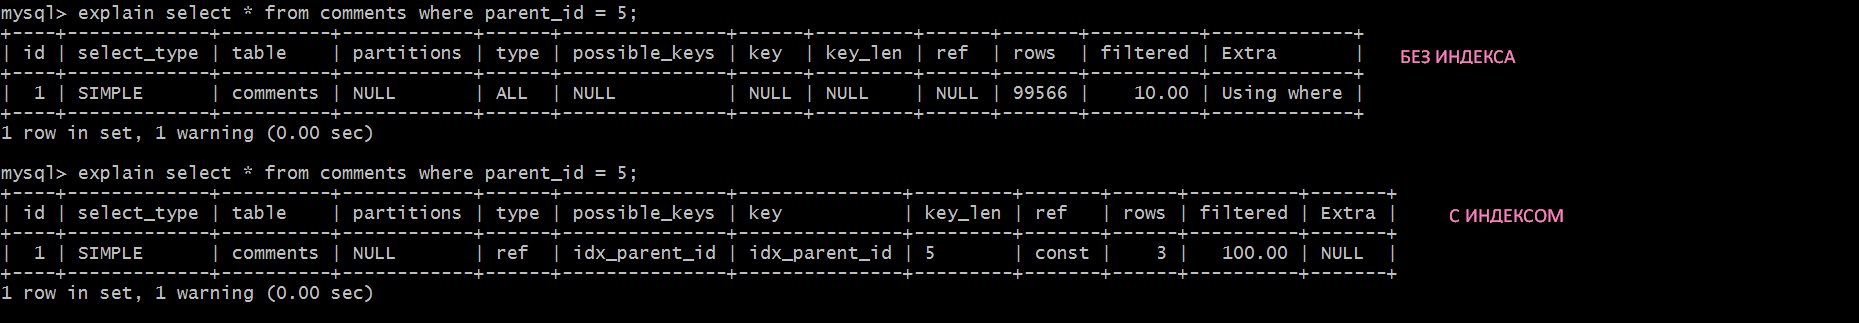 mysql> explain select * from comments where parent_id = 5;
+----+-------------+----------+------------+------+---------------+------+---------+------+-------+----------+-------------+
| id | select_type | table    | partitions | type | possible_keys | key  | key_len | ref  | rows  | filtered | Extra       | БЕЗ ИНДЕКСА
+----+-------------+----------+------------+------+---------------+------+---------+------+-------+----------+-------------+
|  1 | SIMPLE      | comments | NULL       | ALL  | NULL          | NULL | NULL    | NULL | 99566 |    10.00 | Using where |
+----+-------------+----------+------------+------+---------------+------+---------+------+-------+----------+-------------+
1 row in set, 1 warning (0.00 sec)
mysql> explain select * from comments where parent_id = 5;
+----+-------------+----------+------------+------+---------------+---------------+---------+-------+------+----------+-------+
| id | select_type | table    | partitions | type | possible_keys | key           | key_len | ref   | rows | filtered | Extra | С ИНДЕКСОМ
+----+-------------+----------+------------+------+---------------+---------------+---------+-------+------+----------+-------+
|  1 | SIMPLE      | comments | NULL       | ref  | idx_parent_id | idx_parent_id | 5       | const |    3 |   100.00 | NULL  |
+----+-------------+----------+------------+------+---------------+---------------+---------+-------+------+----------+-------+
1 row in set, 1 warning (0.00 sec)